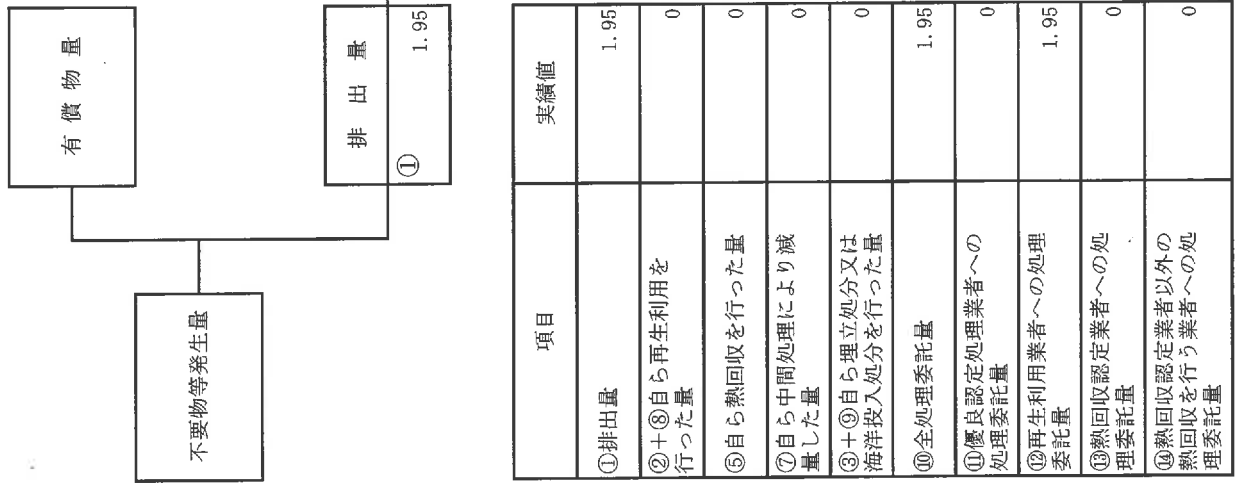 不要物等発生量
有償物量
排出量
① 1.95
項目 実績値
①排出量 1.95
②+⑧自ら再生利用を
行った量 0
⑤自ら熱回収を行った量 0
⑦自ら中間処理により減
量した量 0
③+⑨自ら埋立処分又は
海洋投入処分を行った量 0
⑩全処理委託量 1.95
⑪優良認定処理業者への
処理委託量 0
⑫再生利用業者への処理
委託量 1.95
⑬熱回収認定業者への処
理委託量 0
⑭熱回収認定業者以外の
熱回収を行う業者への処
理委託量 0